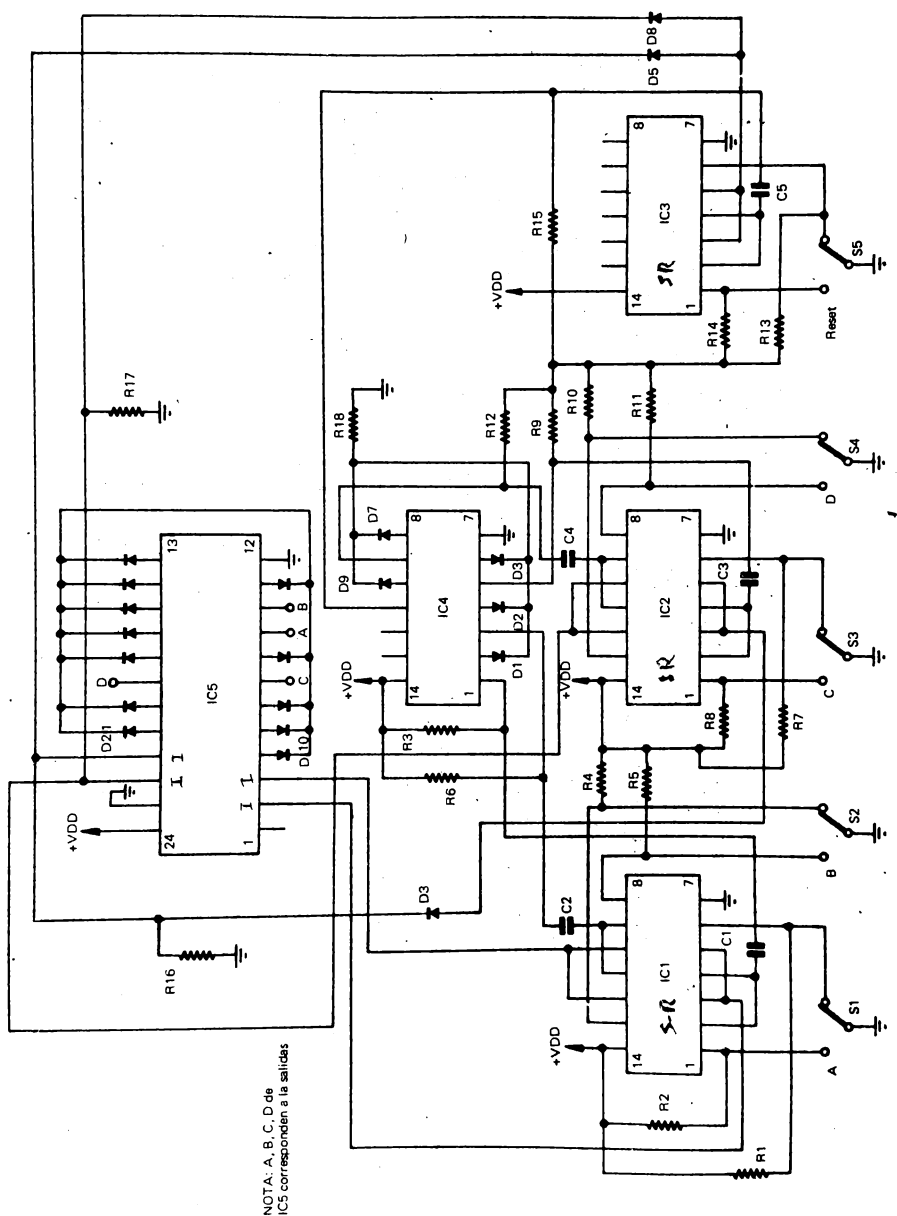 D8
D5
R17
+VDD
24
13
IC5
1
12
D21
D
D10
C
A
B
R16
D3
R18
D9
D7
+VDD
14
8
IC4
1
7
D1
D2
D3
R3
R6
R12
R9
R15
C4
R10
R11
+VDD
14
8
IC3
SR
1
7
C5
R14
R13
Reset
S5
+VDD
14
8
IC2
SR
1
7
C3
R4
R5
R8
R7
C
S3
D
S4
C2
+VDD
14
8
IC1
S-R
1
7
C1
R2
R1
A
S1
B
S2
NOTA: A, B, C, D de
IC5 corresponden a la salidas